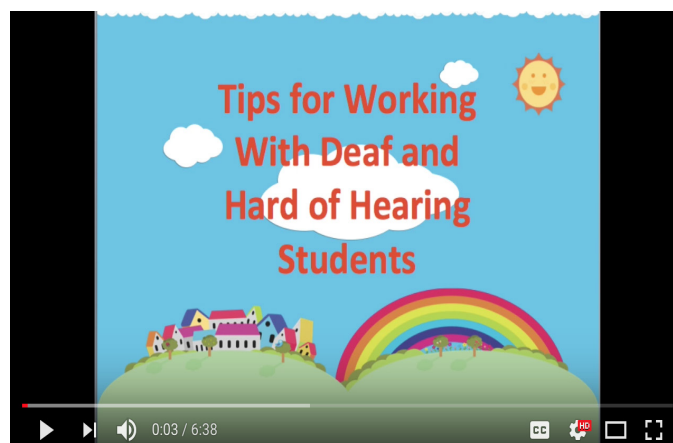 Tips for Working
With Deaf and
Hard of Hearing
Students
0:03 / 6:38
CC
HD